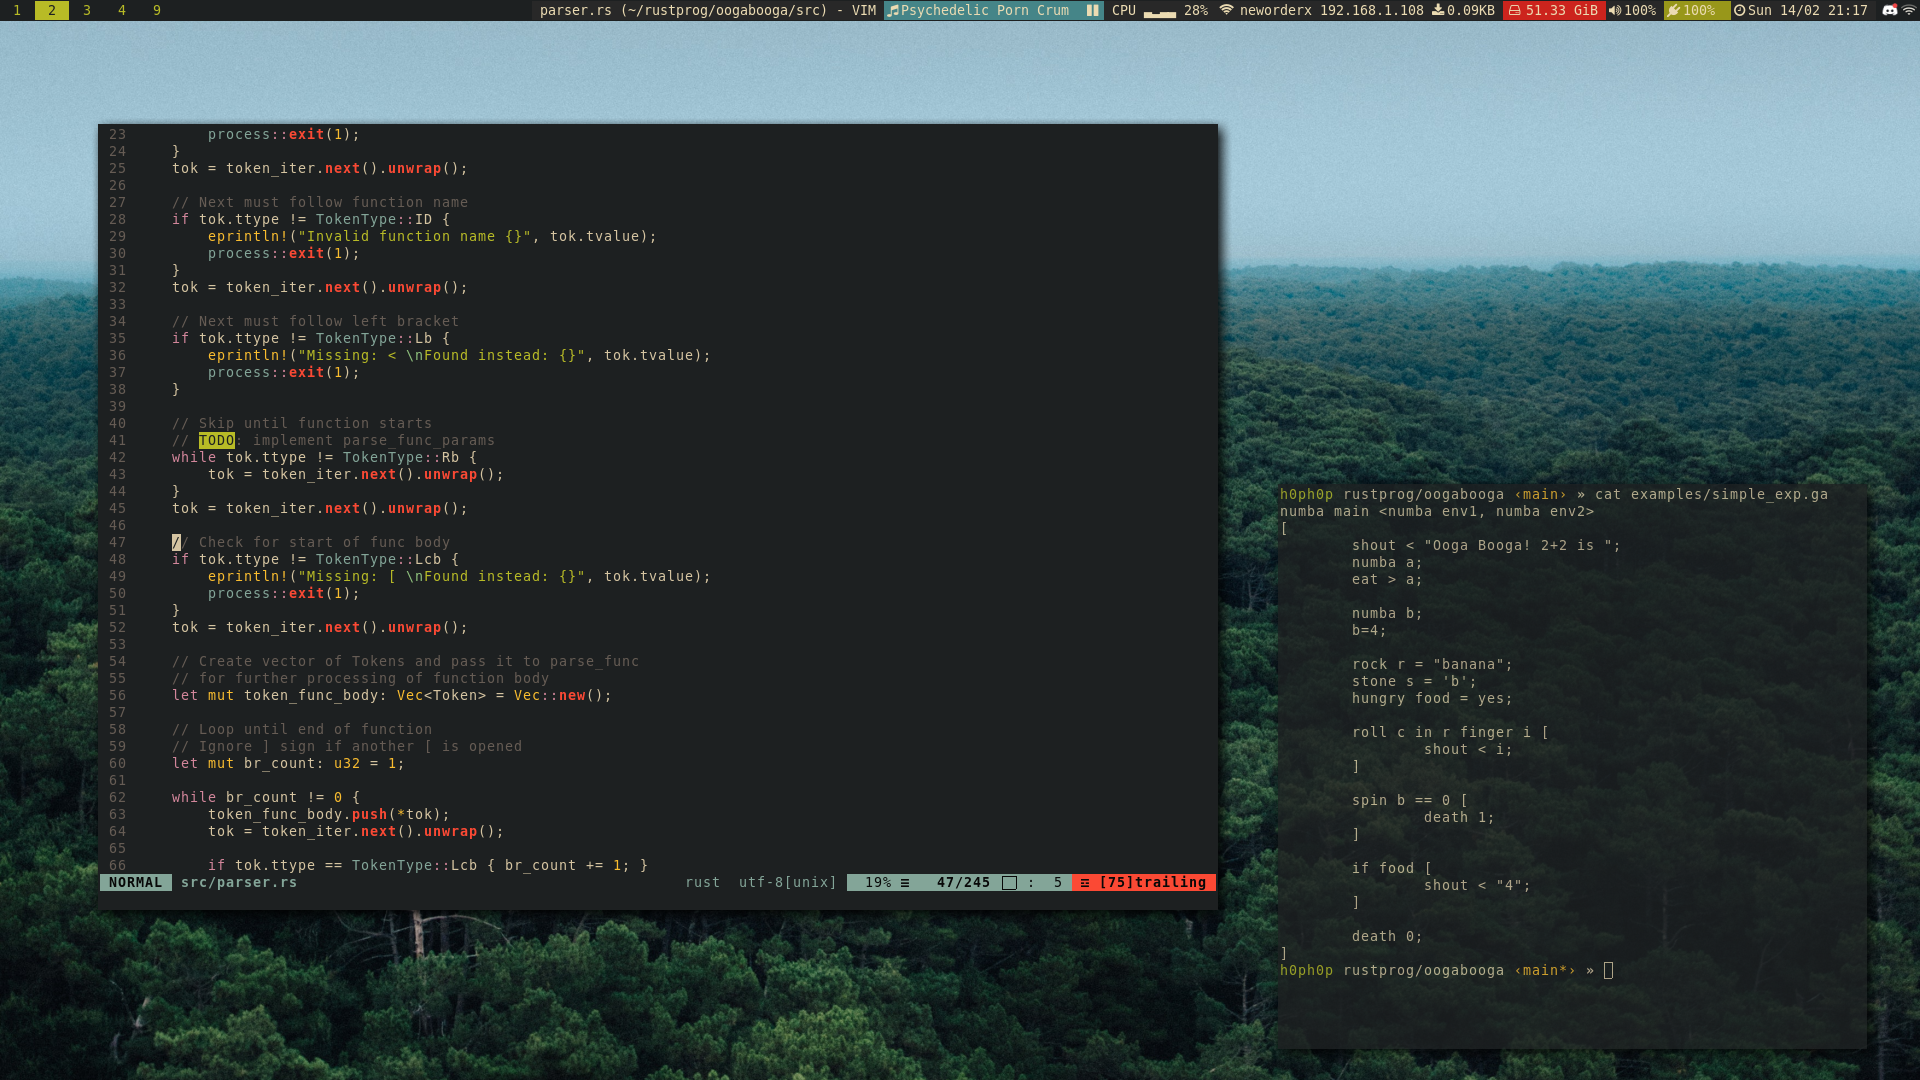 1 2 3 4 9 parser.rs (~/rustprog/oogabooga/src) - VIM Psychedelic Porn Crum CPU 28% neworderx 192.168.1.108 0.09KB 51.33 GiB 100% 100% Sun 14/02 21:17
23 process::exit(1);
24 }
25 tok = token_iter.next().unwrap();
26
27 // Next must follow function name
28 if tok.ttype != TokenType::ID {
29 eprintln!("Invalid function name {}", tok.tvalue);
30 process::exit(1);
31 }
32 tok = token_iter.next().unwrap();
33
34 // Next must follow left bracket
35 if tok.ttype != TokenType::Lb {
36 eprintln!("Missing: < \nFound instead: {}", tok.tvalue);
37 process::exit(1);
38 }
39
40 // Skip until function starts
41 // TODO: implement parse_func_params
42 while tok.ttype != TokenType::Rb {
43 tok = token_iter.next().unwrap();
44 }
45 tok = token_iter.next().unwrap();
46
47 // Check for start of func body
48 if tok.ttype != TokenType::Lcb {
49 eprintln!("Missing: [ \nFound instead: {}", tok.tvalue);
50 process::exit(1);
51 }
52 tok = token_iter.next().unwrap();
53
54 // Create vector of Tokens and pass it to parse_func
55 // for further processing of function body
56 let mut token_func_body: Vec<Token> = Vec::new();
57
58 // Loop until end of function
59 // Ignore ] sign if another [ is opened
60 let mut br_count: u32 = 1;
61
62 while br_count != 0 {
63 token_func_body.push(*tok);
64 tok = token_iter.next().unwrap();
65
66 if tok.ttype == TokenType::Lcb { br_count += 1; }
NORMAL src/parser.rs rust utf-8[unix] 19% ☰ 47/245 : 5 ☲ [75]trailing
h0ph0p rustprog/oogabooga ‹main› » cat examples/simple_exp.ga
numba main <numba env1, numba env2>
[
shout < "Ooga Booga! 2+2 is ";
numba a;
eat > a;
numba b;
b=4;
rock r = "banana";
stone s = 'b';
hungry food = yes;
roll c in r finger i [
shout < i;
]
spin b == 0 [
death 1;
]
if food [
shout < "4";
]
death 0;
]
h0ph0p rustprog/oogabooga ‹main*› »